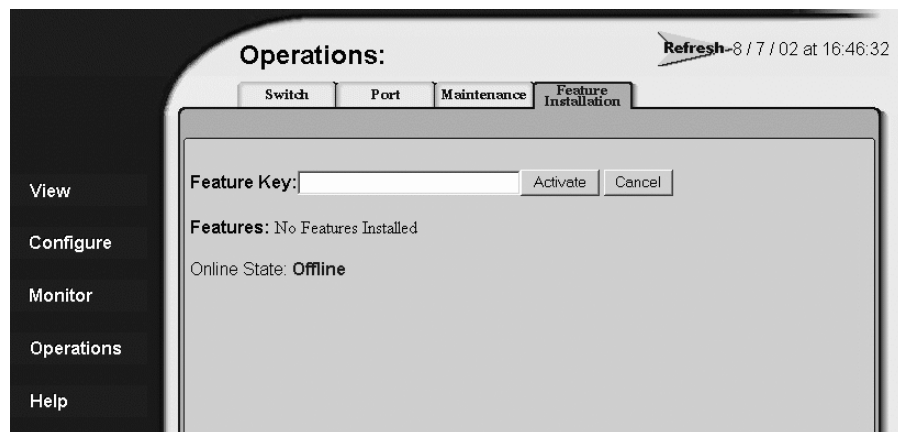 Operations:
Refresh-8 / 7 / 02 at 16:46:32
Switch Port Maintenance Feature Installation
View
Configure
Monitor
Operations
Help
Feature Key: Activate Cancel
Features: No Features Installed
Online State: Offline